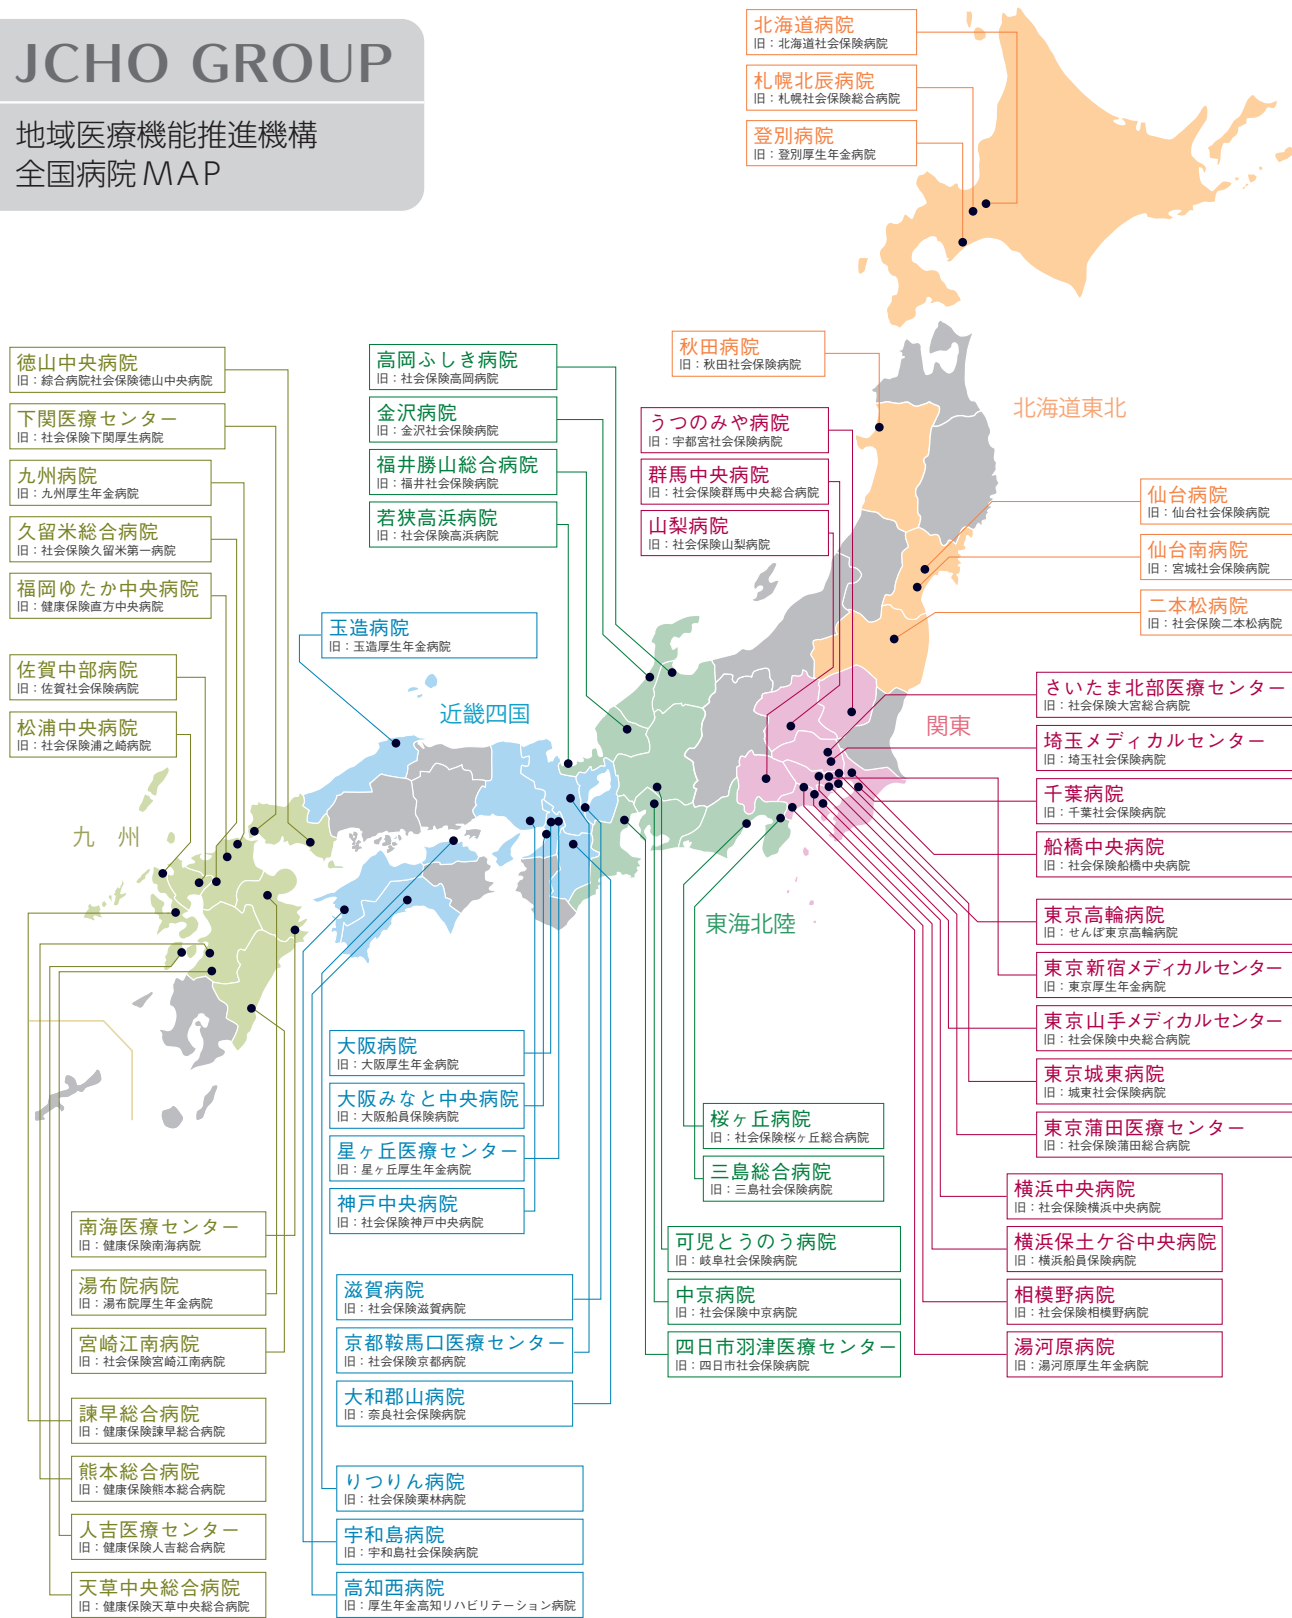 JCHO GROUP
地域医療機能推進機構
全国病院MAP
北海道病院
旧：北海道社会保険病院
札幌北辰病院
旧：札幌社会保険総合病院
登別病院
旧：登別厚生年金病院
秋田病院
旧：秋田社会保険病院
北海道東北
仙台病院
旧：仙台社会保険病院
仙台南病院
旧：宮城社会保険病院
二本松病院
旧：社会保険二本松病院
うつのみや病院
旧：宇都宮社会保険病院
群馬中央病院
旧：社会保険群馬中央総合病院
山梨病院
旧：社会保険山梨病院
関東
さいたま北部医療センター
旧：社会保険大宮総合病院
埼玉メディカルセンター
旧：埼玉社会保険病院
千葉病院
旧：千葉社会保険病院
船橋中央病院
旧：社会保険船橋中央病院
東京高輪病院
旧：せんぽ東京高輪病院
東京新宿メディカルセンター
旧：東京厚生年金病院
東京山手メディカルセンター
旧：社会保険中央総合病院
東京城東病院
旧：城東社会保険病院
東京蒲田医療センター
旧：社会保険蒲田総合病院
横浜中央病院
旧：社会保険横浜中央病院
横浜保土ケ谷中央病院
旧：横浜船員保険病院
相模野病院
旧：社会保険相模野病院
湯河原病院
旧：湯河原厚生年金病院
高岡ふしき病院
旧：社会保険高岡病院
金沢病院
旧：金沢社会保険病院
福井勝山総合病院
旧：福井社会保険病院
若狭高浜病院
旧：社会保険高浜病院
東海北陸
桜ヶ丘病院
旧：社会保険桜ヶ丘総合病院
三島総合病院
旧：三島社会保険病院
可児とうのう病院
旧：岐阜社会保険病院
中京病院
旧：社会保険中京病院
四日市羽津医療センター
旧：四日市社会保険病院
玉造病院
旧：玉造厚生年金病院
近畿四国
大阪病院
旧：大阪厚生年金病院
大阪みなと中央病院
旧：大阪船員保険病院
星ヶ丘医療センター
旧：星ヶ丘厚生年金病院
神戸中央病院
旧：社会保険神戸中央病院
滋賀病院
旧：社会保険滋賀病院
京都鞍馬口医療センター
旧：社会保険京都病院
大和郡山病院
旧：奈良社会保険病院
りつりん病院
旧：社会保険栗林病院
宇和島病院
旧：宇和島社会保険病院
高知西病院
旧：厚生年金高知リハビリテーション病院
徳山中央病院
旧：綜合病院社会保険徳山中央病院
下関医療センター
旧：社会保険下関厚生病院
九州病院
旧：九州厚生年金病院
久留米総合病院
旧：社会保険久留米第一病院
福岡ゆたか中央病院
旧：健康保険直方中央病院
佐賀中部病院
旧：佐賀社会保険病院
松浦中央病院
旧：社会保険浦之崎病院
九 州
南海医療センター
旧：健康保険南海病院
湯布院病院
旧：湯布院厚生年金病院
宮崎江南病院
旧：社会保険宮崎江南病院
諫早総合病院
旧：健康保険諫早総合病院
熊本総合病院
旧：健康保険熊本総合病院
人吉医療センター
旧：健康保険人吉総合病院
天草中央総合病院
旧：健康保険天草中央総合病院